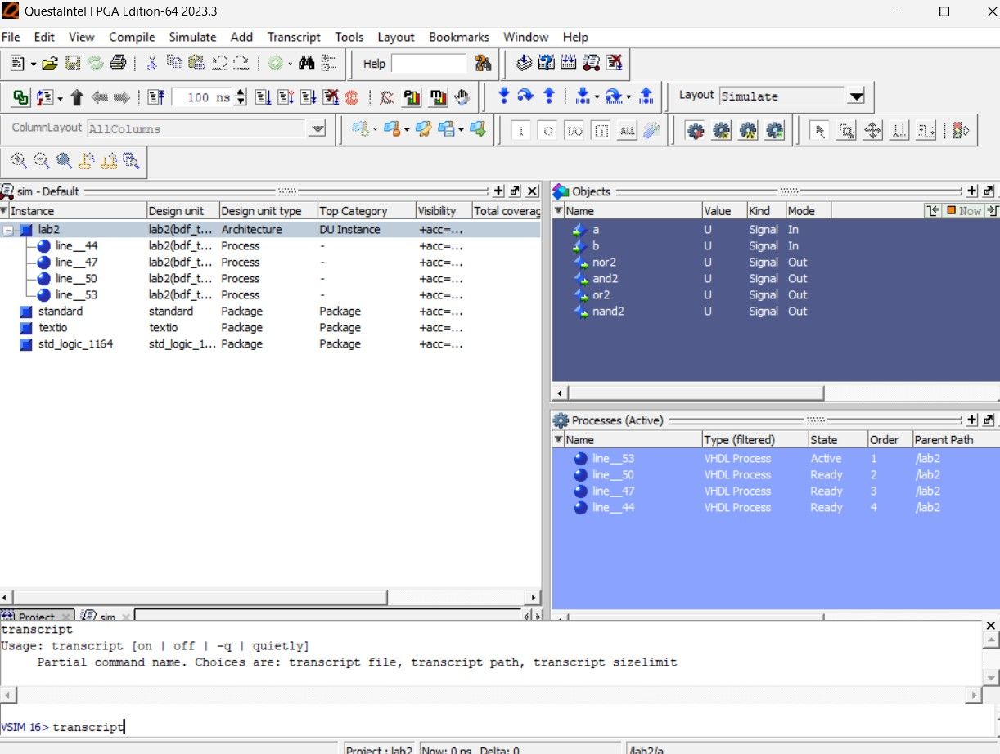 QuestaIntel FPGA Edition-64 2023.3
File Edit View Compile Simulate Add Transcript Tools Layout Bookmarks Window Help
Help
100 ns
Layout Simulate
ColumnLayout AllColumns
sim - Default
Instance Design unit Design unit type Top Category Visibility Total coverag
lab2 lab2(bdf_t... Architecture DU Instance +acc=...
line__44 lab2(bdf_t... Process - +acc=...
line__47 lab2(bdf_t... Process - +acc=...
line__50 lab2(bdf_t... Process - +acc=...
line__53 lab2(bdf_t... Process - +acc=...
standard standard Package Package +acc=...
textio textio Package Package +acc=...
std_logic_1164 std_logic_1... Package Package +acc=...
Project sim
Objects
Name Value Kind Mode Now
a U Signal In
b U Signal In
nor2 U Signal Out
and2 U Signal Out
or2 U Signal Out
nand2 U Signal Out
Processes (Active)
Name Type (filtered) State Order Parent Path
line__53 VHDL Process Active 1 /lab2
line__50 VHDL Process Ready 2 /lab2
line__47 VHDL Process Ready 3 /lab2
line__44 VHDL Process Ready 4 /lab2
transcript
Usage: transcript [on | off | -q | quietly]
Partial command name. Choices are: transcript file, transcript path, transcript sizelimit
VSIM 16> transcript
Project : lab2 Now: 0 ns Delta: 0 /lab2/a